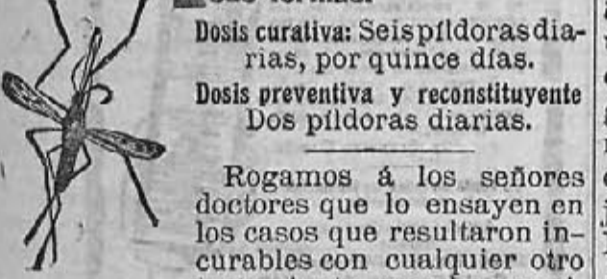 Dosis curativa: Seis píldoras dia-
rias, por quince días.
Dosis preventiva y reconstituyente
Dos píldoras diarias.
Rogamos á los señores
doctores que lo ensayen en
los casos que resultaron in-
curables con cualquier otro